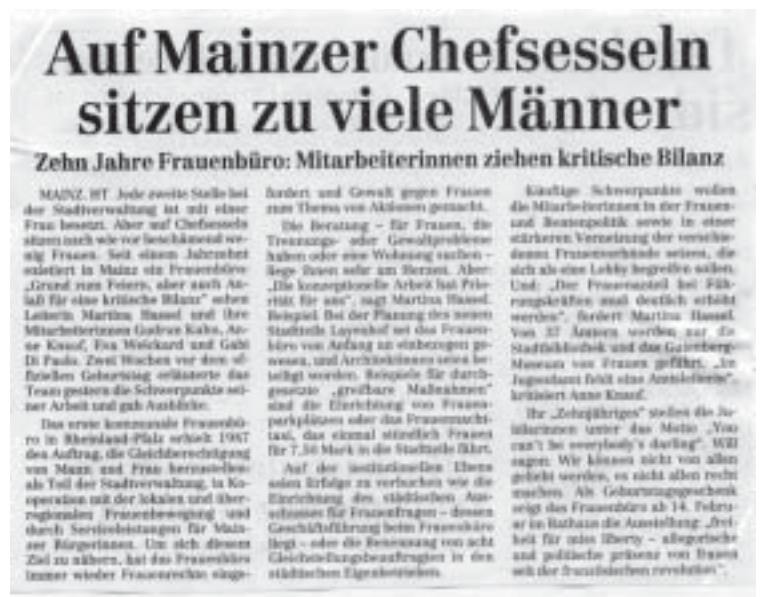 Auf Mainzer Chefsesseln
sitzen zu viele Männer
Zehn Jahre Frauenbüro: Mitarbeiterinnen ziehen kritische Bilanz
MAINZ. HT Jede zweite Stelle bei
der Stadtverwaltung ist mit einer
Frau besetzt. Aber auf Chefsesseln
sitzen nach wie vor beschämend we-
nig Frauen. Seit einem Jahrzehnt
existiert in Mainz ein Frauenbüro:
„Grund zum Feiern, aber auch An-
laß für eine kritische Bilanz" sehen
Leiterin Martina Hassel und ihre
Mitarbeiterinnen Gudrun Kahn, An-
ne Knauf, Eva Weickard und Gabi
Di Paolo. Zwei Wochen vor dem of-
fiziellen Geburtstag erläuterte das
Team gestern die Schwerpunkte sei-
ner Arbeit und gab Ausblicke.
Das erste kommunale Frauenbü-
ro in Rheinland-Pfalz erhielt 1987
den Auftrag, die Gleichberechtigung
von Mann und Frau herzustellen:
als Teil der Stadtverwaltung, in Ko-
operation mit der lokalen und über-
regionalen Frauenbewegung und
durch Serviceleistungen für Main-
zer Bürgerinnen. Um sich diesem
Ziel zu nähern, hat das Frauenbüro
immer wieder Frauenrechte einge-
fordert und Gewalt gegen Frauen
zum Thema von Aktionen gemacht.
Die Beratung – für Frauen, die
Trennungs- oder Gewaltprobleme
haben oder eine Wohnung suchen –
liege ihnen sehr am Herzen. Aber:
„Die konzeptionelle Arbeit hat Prio-
rität für uns", sagt Martina Hassel.
Beispiel: Bei der Planung des neuen
Stadtteils Layenhof sei das Frauen-
büro von Anfang an einbezogen ge-
wesen, und Architektinnen seien be-
teiligt worden. Beispiele für durch-
gesetzte „greifbare Maßnahmen"
sind die Einrichtung von Frauen-
parkplätzen oder das Frauennacht-
taxi, das einmal stündlich Frauen
für 7,50 Mark in die Stadtteile fährt.
Auf der institutionellen Ebene
seien Erfolge zu verbuchen wie die
Einrichtung des städtischen Aus-
schusses für Frauenfragen – dessen
Geschäftsführung beim Frauenbüro
liegt – oder die Benennung von acht
Gleichstellungsbeauftragten in den
städtischen Eigenbetrieben.
Künftige Schwerpunkte wollen
die Mitarbeiterinnen in der Frauen-
und Rentenpolitik sowie in einer
stärkeren Vernetzung der verschie-
denen Frauenverbände setzen, die
sich als eine Lobby begreifen sollen.
Und: „Der Frauenanteil bei Füh-
rungskräften muß deutlich erhöht
werden", fordert Martina Hassel.
Von 37 Ämtern werden nur die
Stadtbibliothek und das Gutenberg-
Museum von Frauen geführt. „Im
Jugendamt fehlt eine Amtsleiterin",
kritisiert Anne Knauf.
Ihr „Zehnjähriges" stellen die Ju-
bilarinnen unter das Motto „You
can't be everybody's darling". Will
sagen: Wir können nicht von allen
geliebt werden, es nicht allen recht
machen. Als Geburtstagsgeschenk
zeigt das Frauenbüro ab 14. Febru-
ar im Rathaus die Ausstellung: „frei-
heit für miss liberty – allegorische
und politische präsenz von frauen
seit der französischen revolution".